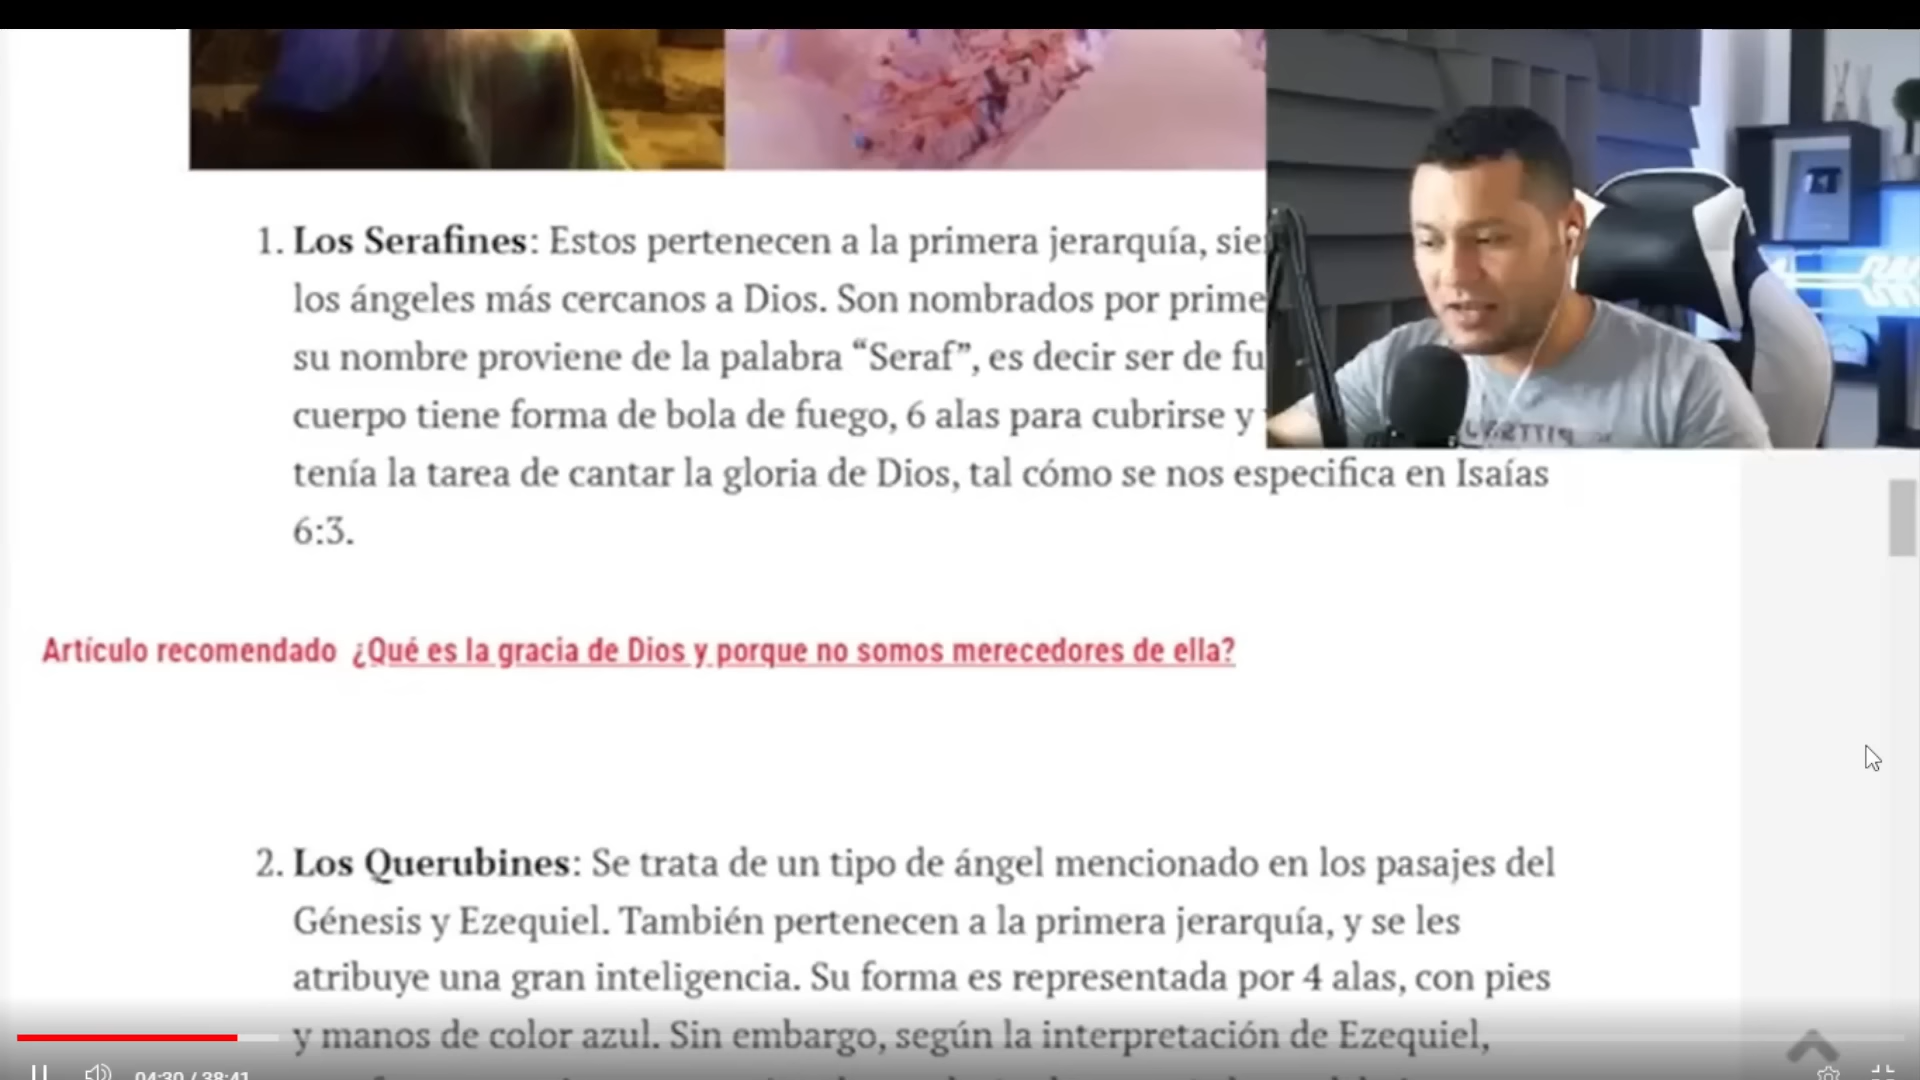 1. Los Serafines: Estos pertenecen a la primera jerarquía,
los ángeles más cercanos a Dios. Son nombrados por
su nombre proviene de la palabra “Seraf”, es decir ser de
cuerpo tiene forma de bola de fuego, 6 alas para cubrirse y
tenía la tarea de cantar la gloria de Dios, tal cómo se nos especifica en Isaías
6:3.
Artículo recomendado ¿Qué es la gracia de Dios y porque no somos merecedores de ella?
2. Los Querubines: Se trata de un tipo de ángel mencionado en los pasajes del
Génesis y Ezequiel. También pertenecen a la primera jerarquía, y se les
atribuye una gran inteligencia. Su forma es representada por 4 alas, con pies
y manos de color azul. Sin embargo, según la interpretación de Ezequiel,
04:30 / 38:41